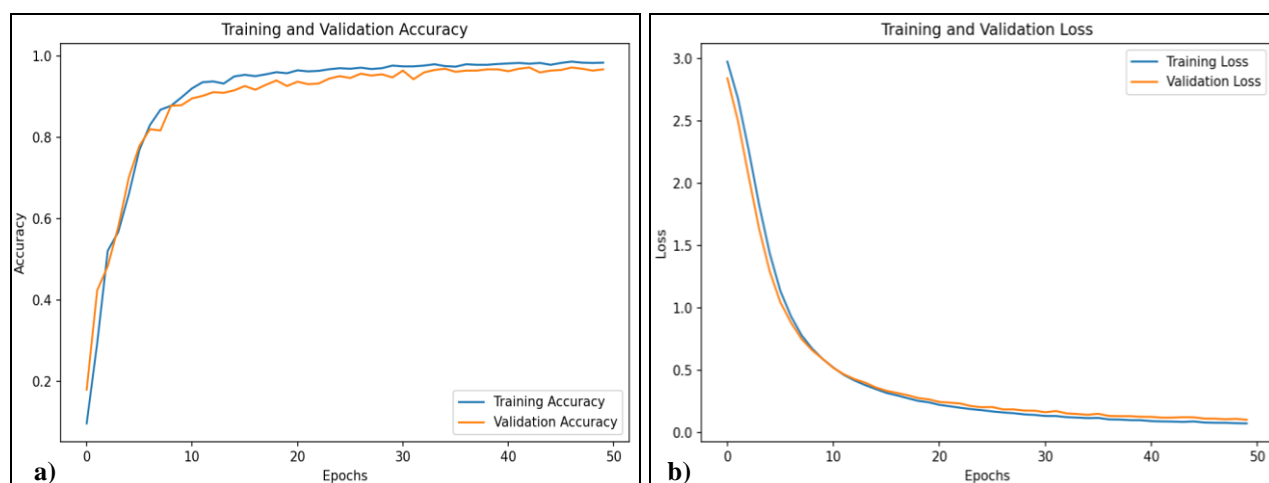 Training and Validation Accuracy
1.0
0.8
0.6
0.4
0.2
Accuracy
Training Accuracy
Validation Accuracy
0
10
20
30
40
50
Epochs
a)
Training and Validation Loss
3.0
2.5
2.0
1.5
1.0
0.5
0.0
Loss
Training Loss
Validation Loss
0
10
20
30
40
50
Epochs
b)